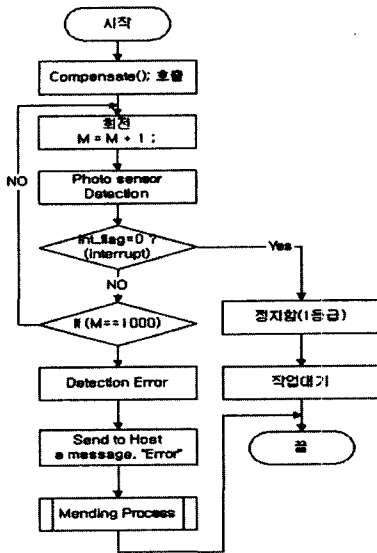 시작
Compensate(); 호출
회전
M = M + 1 ;
NO
Photo sensor
Detection
int_flag=0 ?
(interrupt)
Yes
NO
If (M==1000)
정지함(1등급)
Detection Error
작업대기
Send to Host
a message. "Error"
끝
Mending Process